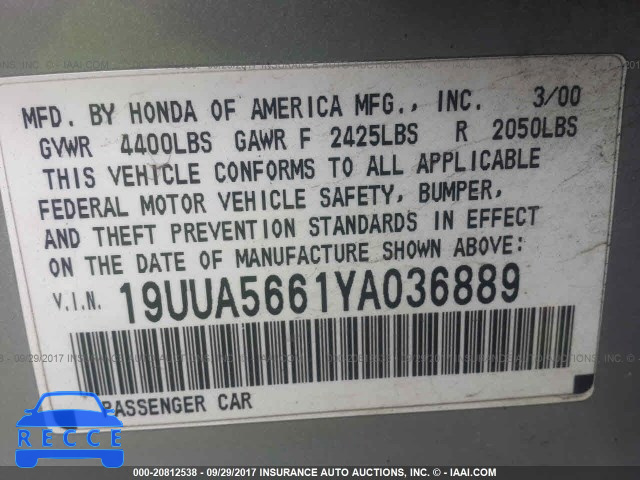 MFD. BY HONDA OF AMERICA MFG., INC. 3/00
GVWR 4400LBS GAWR F 2425LBS R 2050LBS
THIS VEHICLE CONFORMS TO ALL APPLICABLE
FEDERAL MOTOR VEHICLE SAFETY, BUMPER,
AND THEFT PREVENTION STANDARDS IN EFFECT
ON THE DATE OF MANUFACTURE SHOWN ABOVE:
V.I.N. 19UUA5661YA036889
PASSENGER CAR
RECCE
000-20812538 - 09/29/2017 INSURANCE AUTO AUCTIONS, INC. - © IAAI.COM